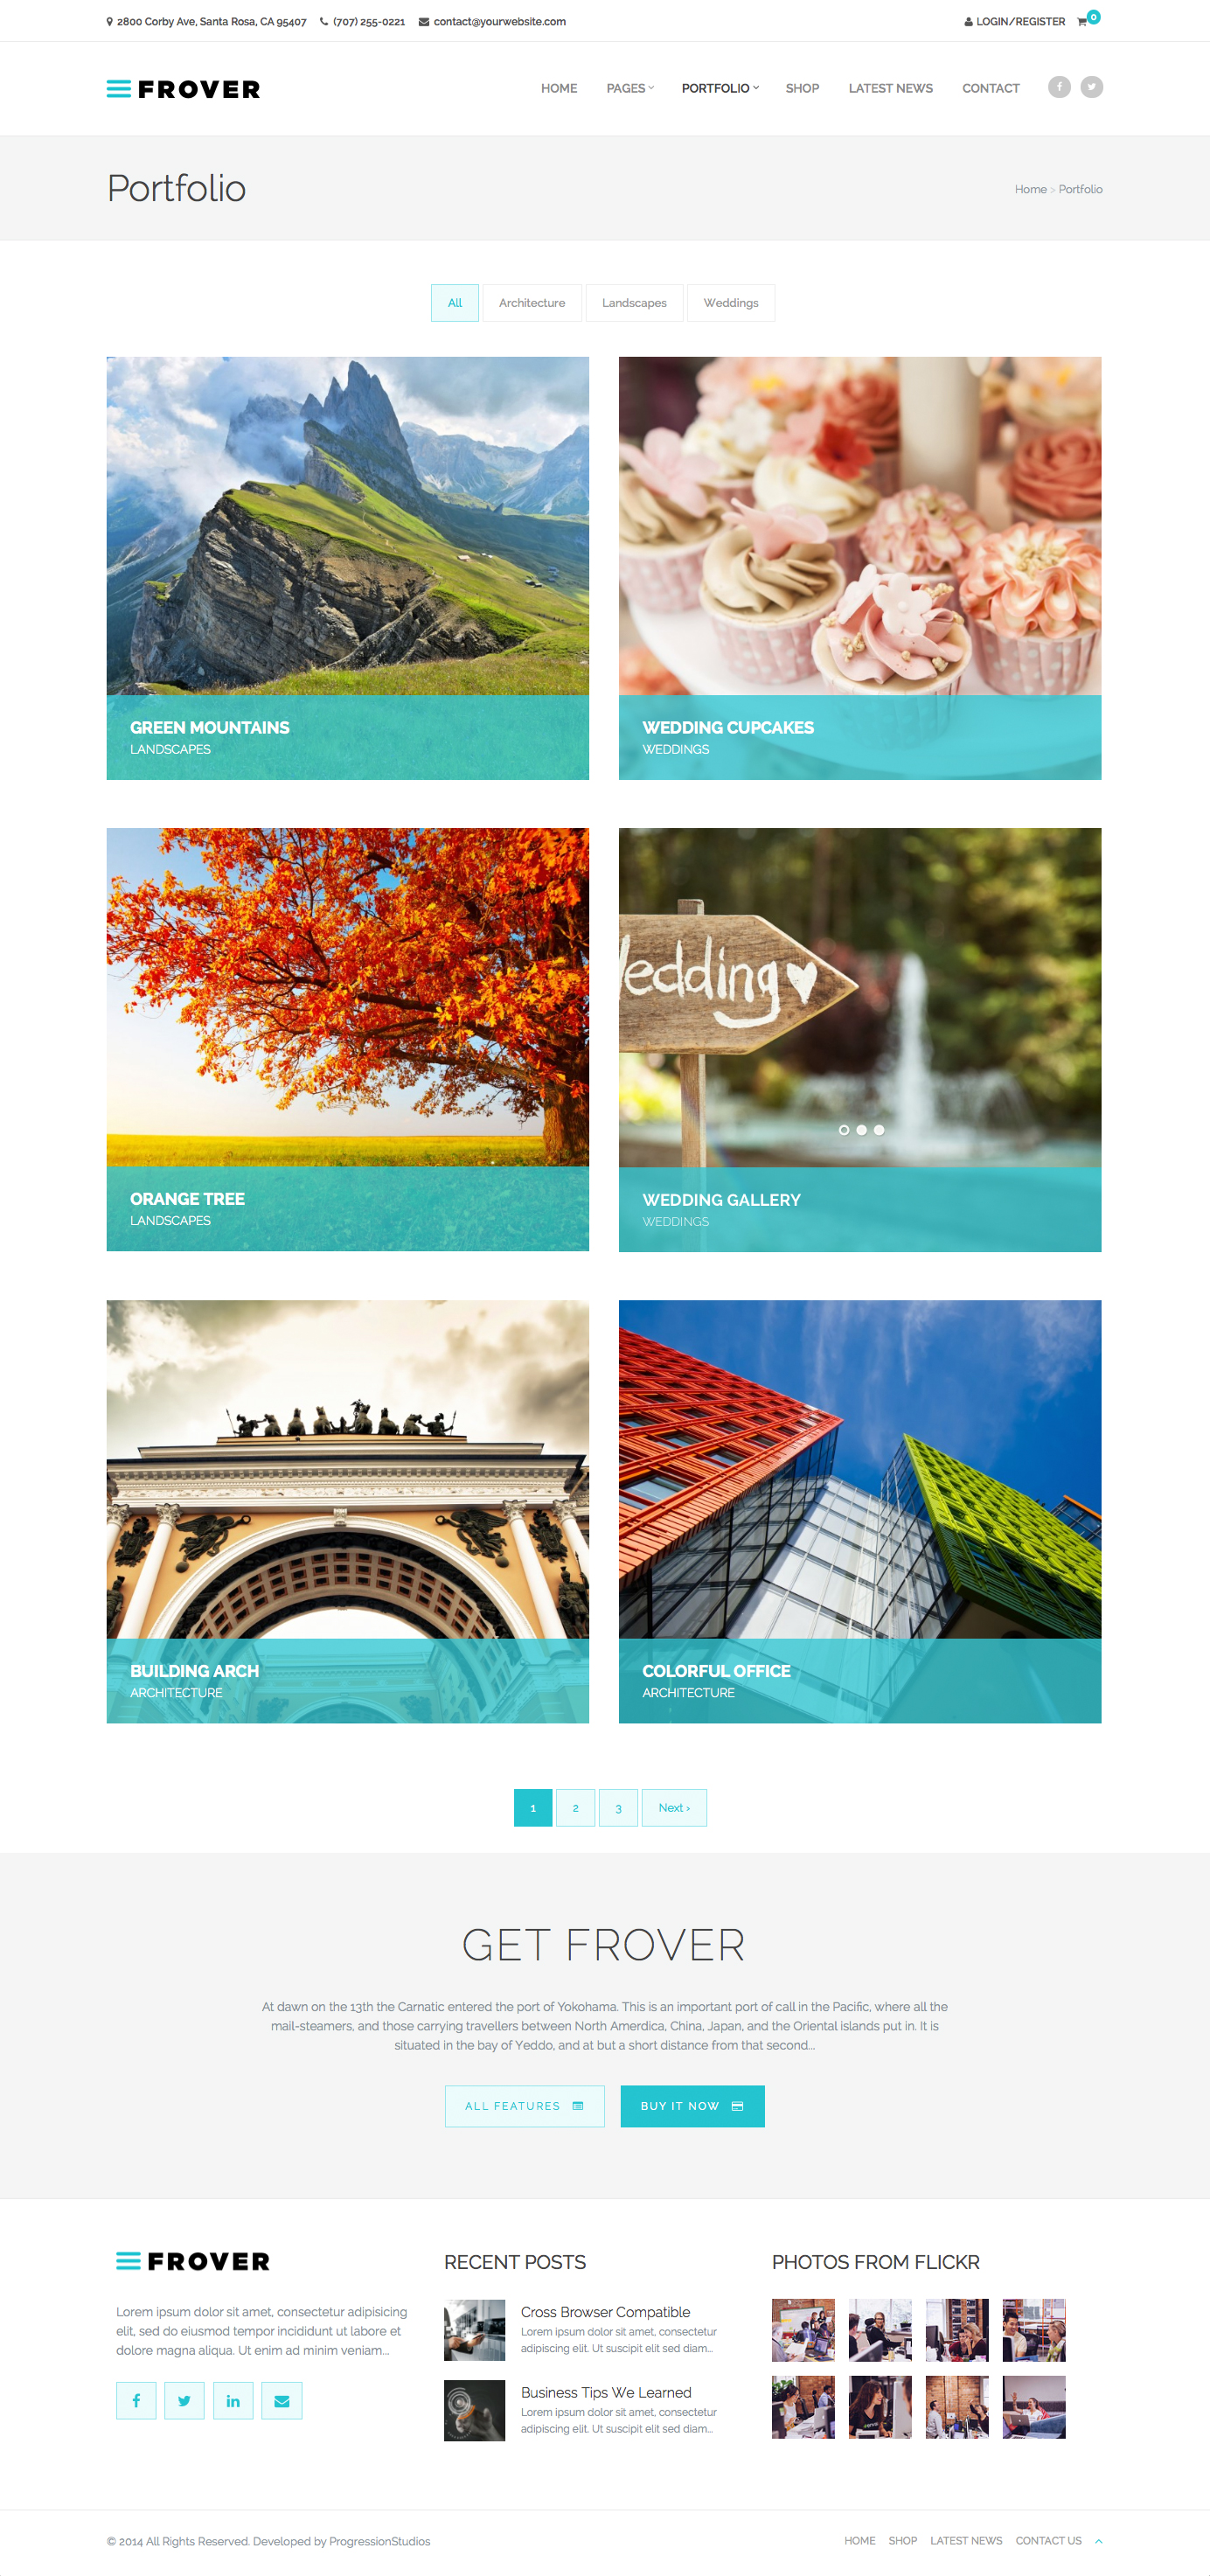 2800 Corby Ave, Santa Rosa, CA 95407 (707) 255-0221 contact@yourwebsite.com LOGIN/REGISTER 0
FROVER HOME PAGES PORTFOLIO SHOP LATEST NEWS CONTACT
Portfolio Home > Portfolio
All Architecture Landscapes Weddings
GREEN MOUNTAINS
LANDSCAPES
WEDDING CUPCAKES
WEDDINGS
edding
ORANGE TREE
LANDSCAPES
WEDDING GALLERY
WEDDINGS
BUILDING ARCH
ARCHITECTURE
COLORFUL OFFICE
ARCHITECTURE
1 2 3 Next ›
GET FROVER
At dawn on the 13th the Carnatic entered the port of Yokohama. This is an important port of call in the Pacific, where all the
mail-steamers, and those carrying travellers between North Amerdica, China, Japan, and the Oriental islands put in. It is
situated in the bay of Yeddo, and at but a short distance from that second...
ALL FEATURES BUY IT NOW
FROVER
Lorem ipsum dolor sit amet, consectetur adipisicing
elit, sed do eiusmod tempor incididunt ut labore et
dolore magna aliqua. Ut enim ad minim veniam...
RECENT POSTS
Cross Browser Compatible
Lorem ipsum dolor sit amet, consectetur
adipiscing elit. Ut suscipit elit sed diam...
Business Tips We Learned
Lorem ipsum dolor sit amet, consectetur
adipiscing elit. Ut suscipit elit sed diam...
PHOTOS FROM FLICKR
© 2014 All Rights Reserved. Developed by ProgressionStudios HOME SHOP LATEST NEWS CONTACT US